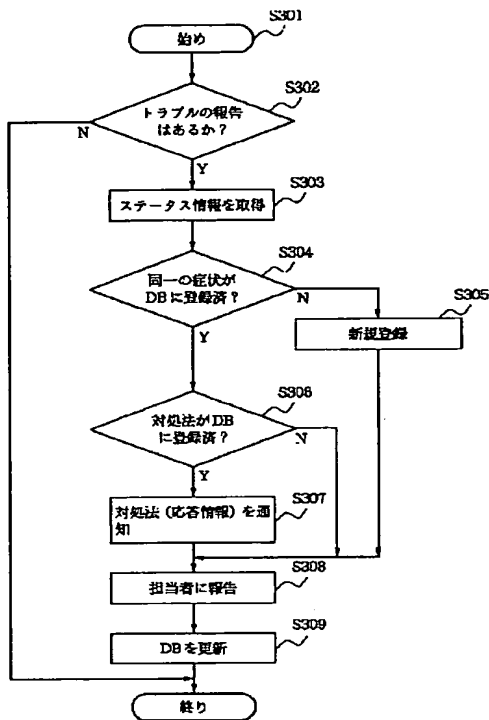 S301
始め
S302
トラブルの報告
はあるか？
N
Y
S303
ステータス情報を取得
S304
同一の症状が
DBに登録済？
N
Y
S305
新規登録
S306
対処法がDB
に登録済？
N
Y
S307
対処法（応答情報）を通
知
S308
担当者に報告
S309
DBを更新
終り